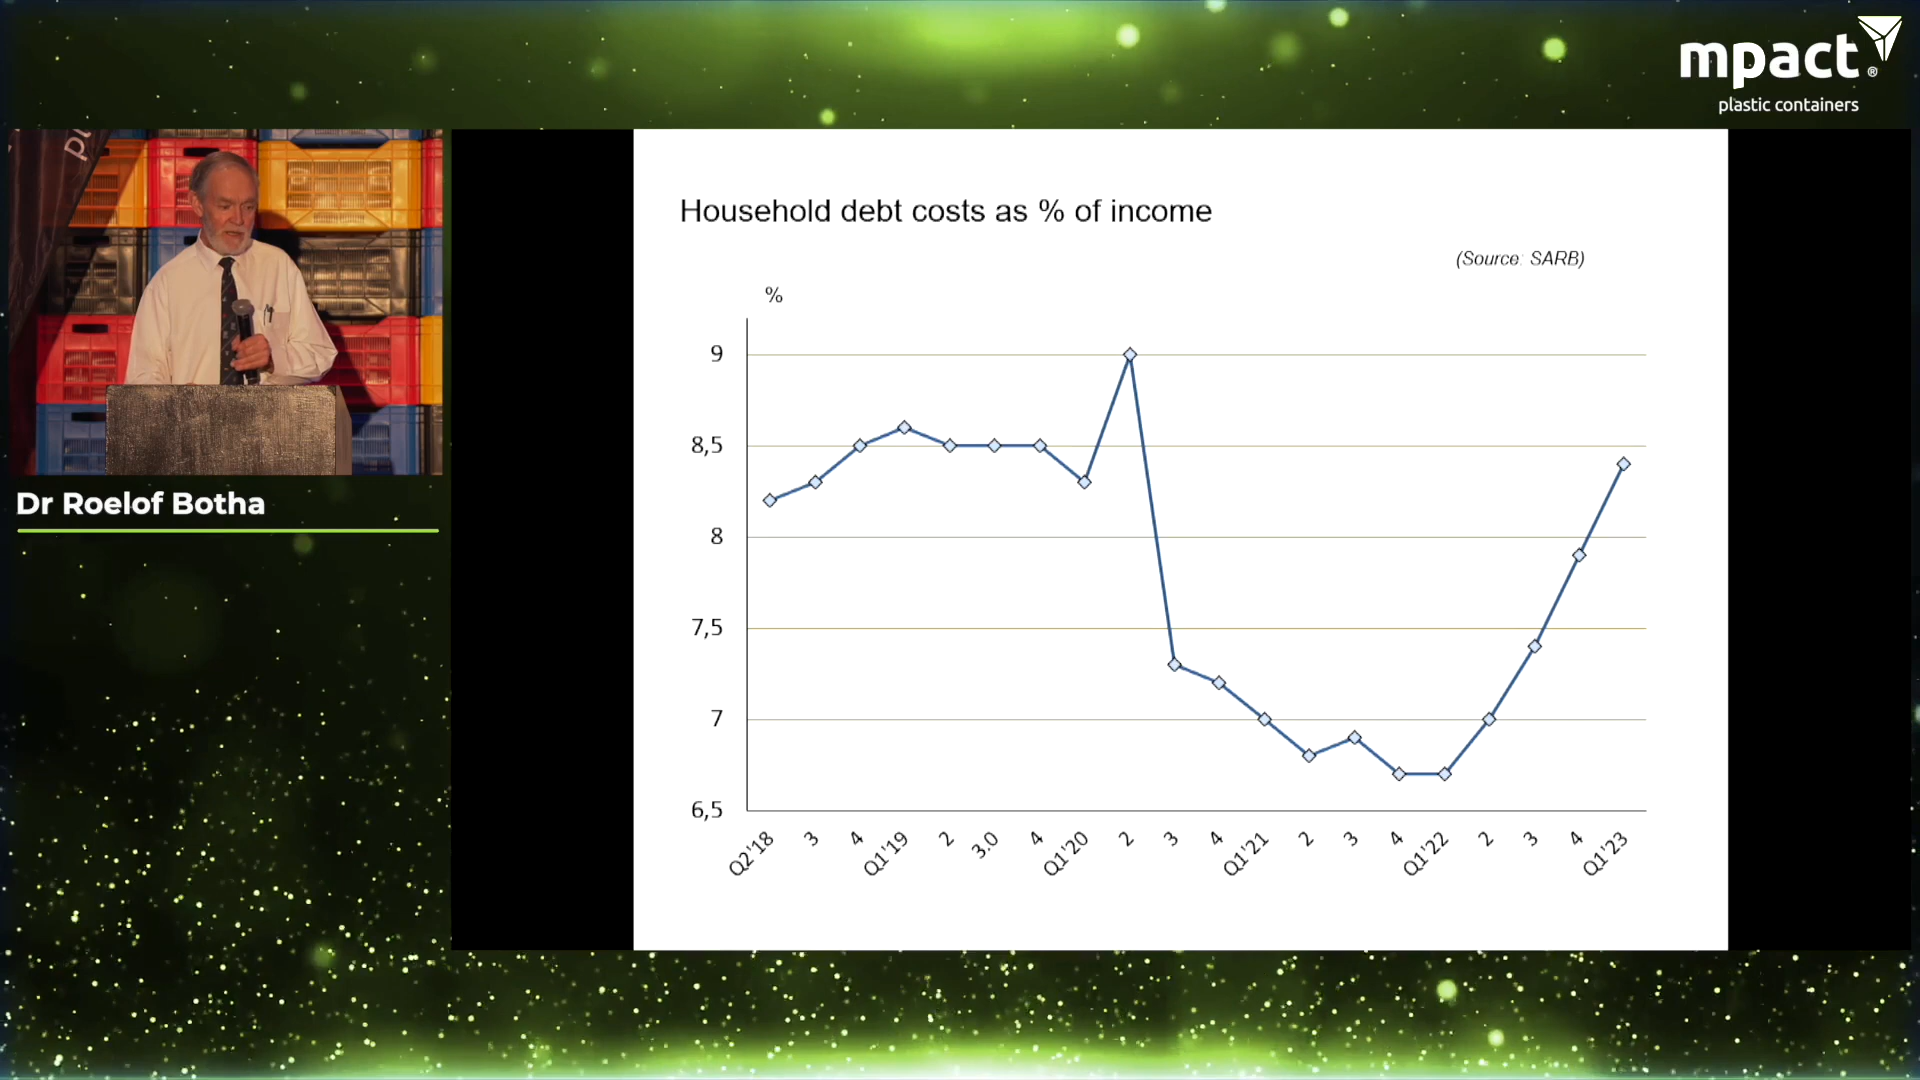 mpact®
plastic containers
Dr Roelof Botha
Household debt costs as % of income
(Source: SARB)
%
9
8,5
8
7,5
7
6,5
Q2'18 3 4 Q1'19 2 3.0 4 Q1'20 2 3 4 Q1'21 2 3 4 Q1'22 2 3 4 Q1'23